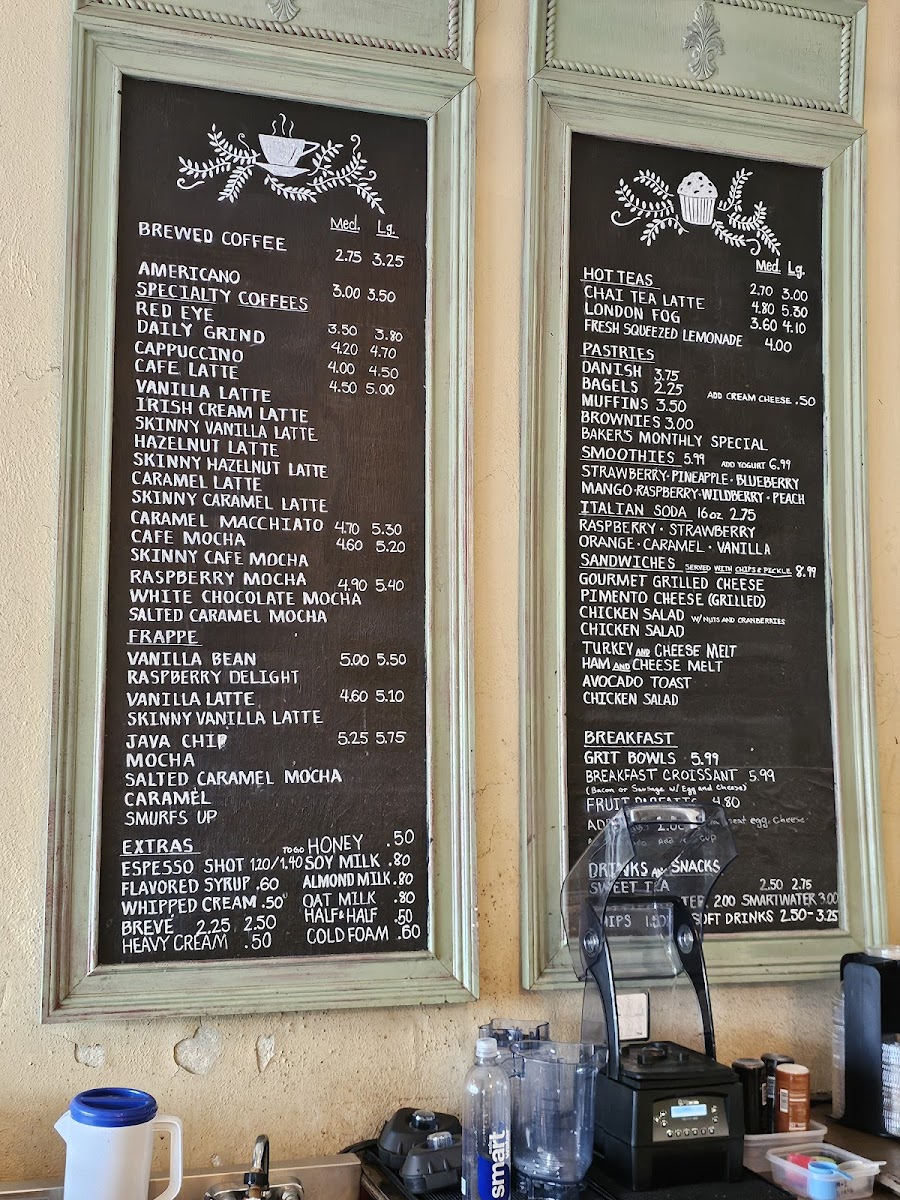 Med. Lg.
BREWED COFFEE 2.75 3.25
AMERICANO 3.00 3.50
SPECIALTY COFFEES
RED EYE 3.50 3.80
DAILY GRIND 4.20 4.70
CAPPUCCINO 4.00 4.50
CAFE LATTE 4.50 5.00
VANILLA LATTE
IRISH CREAM LATTE
SKINNY VANILLA LATTE
HAZELNUT LATTE
SKINNY HAZELNUT LATTE
CARAMEL LATTE
SKINNY CARAMEL LATTE
CARAMEL MACCHIATO 4.70 5.30
CAFE MOCHA 4.60 5.20
SKINNY CAFE MOCHA
RASPBERRY MOCHA 4.90 5.40
WHITE CHOCOLATE MOCHA
SALTED CARAMEL MOCHA
FRAPPE
VANILLA BEAN 5.00 5.50
RASPBERRY DELIGHT
VANILLA LATTE 4.60 5.10
SKINNY VANILLA LATTE
JAVA CHIP 5.25 5.75
MOCHA
SALTED CARAMEL MOCHA
CARAMEL
SMURFS UP
EXTRAS TO GO HONEY .50
ESPESSO SHOT 1.20/1.40 SOY MILK .80
FLAVORED SYRUP .60 ALMOND MILK .80
WHIPPED CREAM .50 OAT MILK .80
BREVE 2.25 2.50 HALF & HALF .50
HEAVY CREAM .50 COLD FOAM .60
Med. Lg.
HOT TEAS 2.70 3.00
CHAI TEA LATTE 4.80 5.30
LONDON FOG 3.60 4.10
FRESH SQUEEZED LEMONADE 4.00
PASTRIES
DANISH 3.75
BAGELS 2.25 ADD CREAM CHEESE .50
MUFFINS 3.50
BROWNIES 3.00
BAKER'S MONTHLY SPECIAL
SMOOTHIES 5.99 ADD YOGURT 6.99
STRAWBERRY · PINEAPPLE · BLUEBERRY
MANGO · RASPBERRY · WILDBERRY · PEACH
ITALIAN SODA 16oz 2.75
RASPBERRY · STRAWBERRY
ORANGE · CARAMEL · VANILLA
SANDWICHES SERVED WITH CHIPS & PICKLE 8.99
GOURMET GRILLED CHEESE
PIMENTO CHEESE (GRILLED)
CHICKEN SALAD W/ NUTS AND CRANBERRIES
CHICKEN SALAD
TURKEY AND CHEESE MELT
HAM AND CHEESE MELT
AVOCADO TOAST
CHICKEN SALAD
BREAKFAST
GRIT BOWLS 5.99
BREAKFAST CROISSANT 5.99
(Bacon or Sausage w/ Egg and Cheese)
FRUIT PARFAITS 4.80
2.00 egg, Cheese
DRINKS AND SNACKS
SWEET TEA 2.50 2.75
2.00 SMARTWATER 3.00
CHIPS SOFT DRINKS 2.50-3.25
smart